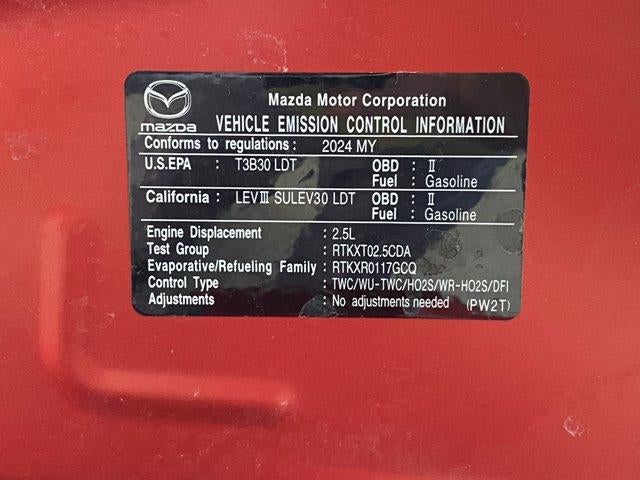 Mazda Motor Corporation
mazda VEHICLE EMISSION CONTROL INFORMATION
Conforms to regulations : 2024 MY
U.S.EPA : T3B30 LDT OBD : Ⅱ
Fuel : Gasoline
California : LEVⅢ SULEV30 LDT OBD : Ⅱ
Fuel : Gasoline
Engine Displacement : 2.5L
Test Group : RTKXT02.5CDA
Evaporative/Refueling Family : RTKXR0117GCQ
Control Type : TWC/WU-TWC/HO2S/WR-HO2S/DFI
Adjustments : No adjustments needed (PW2T)